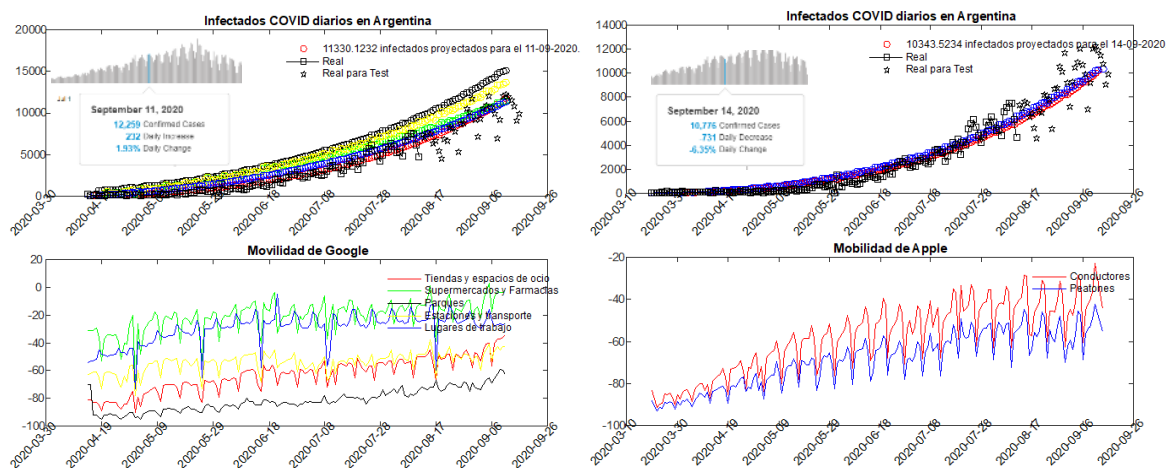 Infectados COVID diarios en Argentina
20000
15000
10000
5000
0
11330.1232 infectados proyectados para el 11-09-2020.
Real
Real para Test
September 11, 2020
12,259 Confirmed Cases
232 Daily Increase
1.93% Daily Change
2020-03-30
2020-04-19
2020-05-09
2020-05-29
2020-06-18
2020-07-08
2020-07-28
2020-08-17
2020-09-06
2020-09-26
Infectados COVID diarios en Argentina
14000
12000
10000
8000
6000
4000
2000
0
10343.5234 infectados proyectados para el 14-09-2020
Real
Real para Test
September 14, 2020
10,776 Confirmed Cases
731 Daily Decrease
-6.35% Daily Change
2020-03-10
2020-03-30
2020-04-19
2020-05-09
2020-05-29
2020-06-18
2020-07-08
2020-07-28
2020-08-17
2020-09-06
2020-09-26
Movilidad de Google
20
0
-20
-40
-60
-80
-100
Tiendas y espacios de ocio
Supermercados y Farmacias
Parques
Estaciones y transporte
Lugares de trabajo
2020-03-30
2020-04-19
2020-05-09
2020-05-29
2020-06-18
2020-07-08
2020-07-28
2020-08-17
2020-09-06
2020-09-26
Mobilidad de Apple
-20
-40
-60
-80
-100
Conductores
Peatones
2020-03-10
2020-03-30
2020-04-19
2020-05-09
2020-05-29
2020-06-18
2020-07-08
2020-07-28
2020-08-17
2020-09-06
2020-09-26